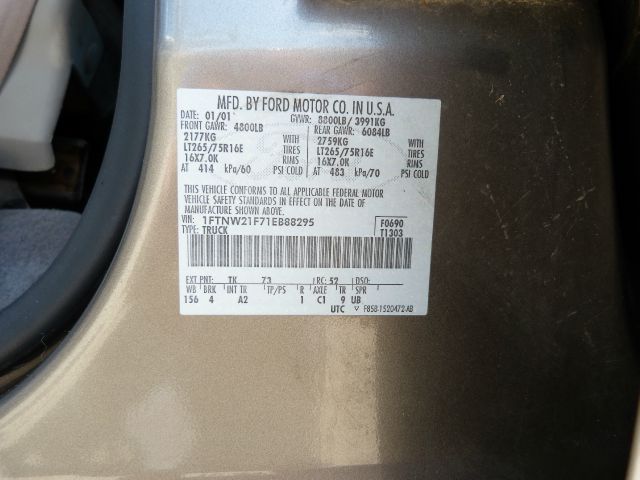 MFD. BY FORD MOTOR CO. IN U.S.A.
DATE: 01/01 GVWR: 8800LB/ 3991KG
FRONT GAWR: 4800LB REAR GAWR: 6084LB
2177KG WITH 2759KG WITH
LT265/75R16E TIRES LT265/75R16E TIRES
16X7.0K RIMS 16X7.0K RIMS
AT 414 kPa/60 PSI COLD AT 483 kPa/70 PSI COLD
THIS VEHICLE CONFORMS TO ALL APPLICABLE FEDERAL MOTOR
VEHICLE SAFETY STANDARDS IN EFFECT ON THE DATE OF
MANUFACTURE SHOWN ABOVE.
VIN: 1FTNW21F71EB88295 F0690
TYPE: TRUCK T1303
EXT PNT: TK 73 RC: 52 DSO:
WB BRK INT TR TP/PS R AXLE TR SPR
156 4 A2 1 C1 9 UB
UTC ▽ F85B-1520472-AB